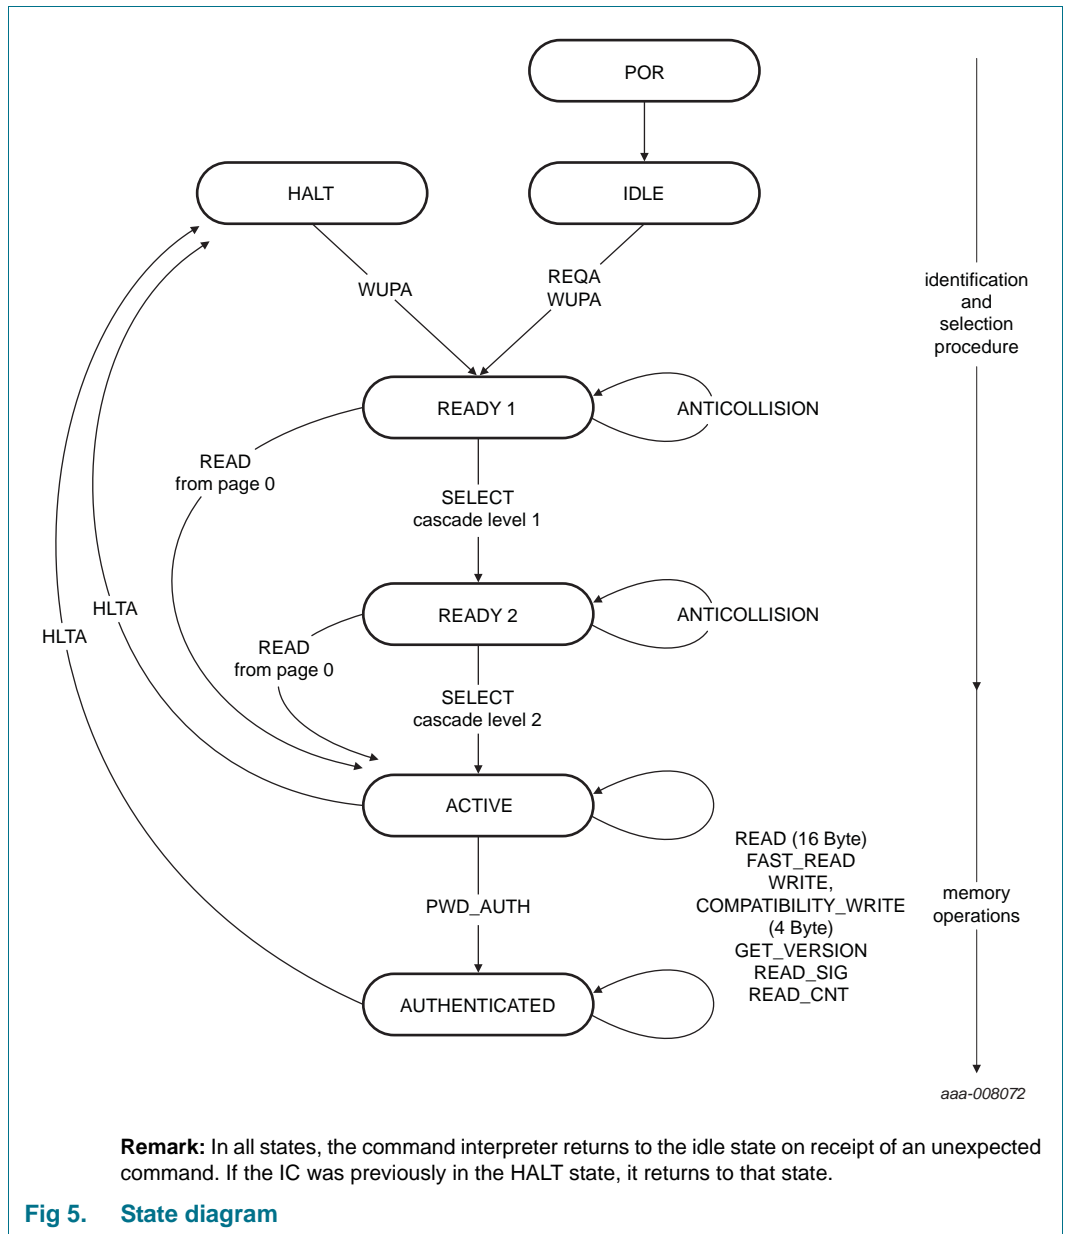 POR
HALT
IDLE
WUPA
REQA
WUPA
identification
and
selection
procedure
READY 1
ANTICOLLISION
READ
from page 0
SELECT
cascade level 1
HLTA
HLTA
READY 2
ANTICOLLISION
READ
from page 0
SELECT
cascade level 2
ACTIVE
READ (16 Byte)
FAST_READ
WRITE,
COMPATIBILITY_WRITE
(4 Byte)
GET_VERSION
READ_SIG
READ_CNT
memory
operations
PWD_AUTH
AUTHENTICATED
aaa-008072
Remark: In all states, the command interpreter returns to the idle state on receipt of an unexpected
command. If the IC was previously in the HALT state, it returns to that state.
Fig 5. State diagram